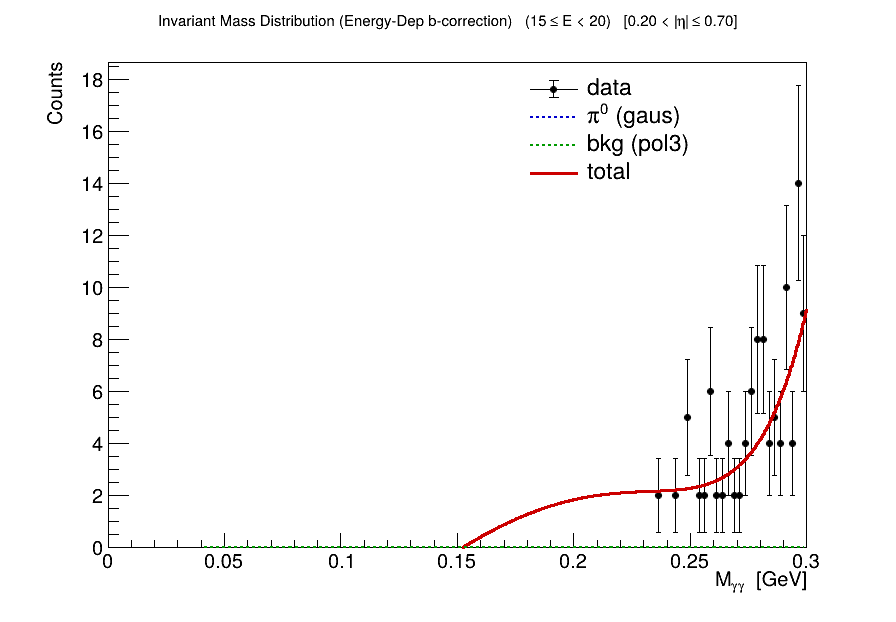 Invariant Mass Distribution (Energy-Dep b-correction) (15 ≤ E < 20) [0.20 < |η| ≤ 0.70]
Counts
18
16
14
12
10
8
6
4
2
0
data
π⁰ (gaus)
bkg (pol3)
total
0 0.05 0.1 0.15 0.2 0.25 0.3
Mγγ [GeV]